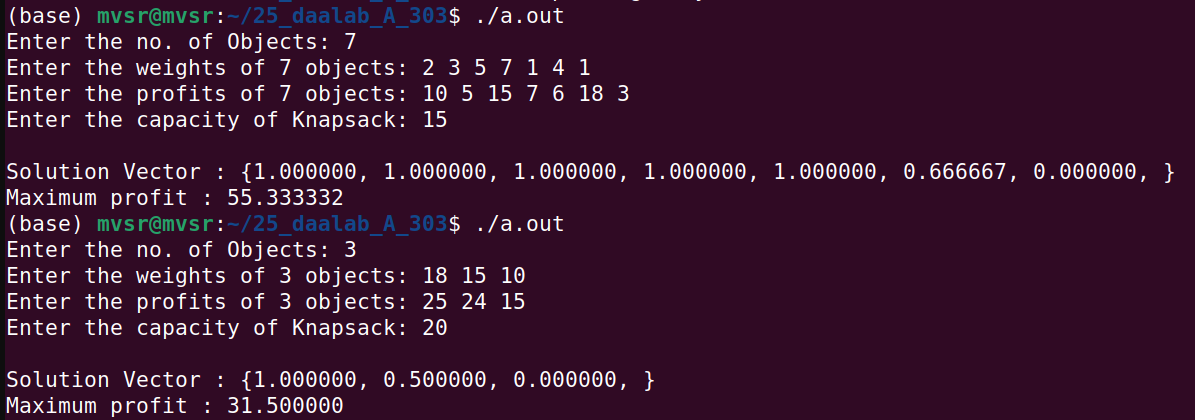 (base) mvsr@mvsr:~/25_daalab_A_303$ ./a.out
Enter the no. of Objects: 7
Enter the weights of 7 objects: 2 3 5 7 1 4 1
Enter the profits of 7 objects: 10 5 15 7 6 18 3
Enter the capacity of Knapsack: 15

Solution Vector : {1.000000, 1.000000, 1.000000, 1.000000, 1.000000, 0.666667, 0.000000, }
Maximum profit : 55.333332
(base) mvsr@mvsr:~/25_daalab_A_303$ ./a.out
Enter the no. of Objects: 3
Enter the weights of 3 objects: 18 15 10
Enter the profits of 3 objects: 25 24 15
Enter the capacity of Knapsack: 20

Solution Vector : {1.000000, 0.500000, 0.000000, }
Maximum profit : 31.500000